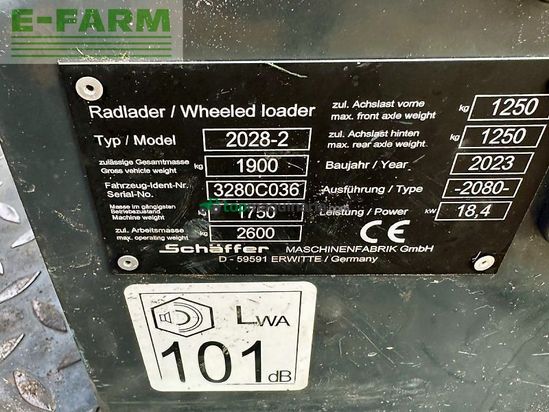 E-FARM
Radlader / Wheeled loader
Typ / Model 2028-2
zulässige Gesamtmasse
Gross vehicle weight kg 1900
Fahrzeug-Ident-Nr.
Serial-No. 3280C036
Masse im gängigsten
Betriebszustand
Machine weight kg 1750
zul. Arbeitsmasse
max. operating weight kg 2600
zul. Achslast vorne
max. front axle weight kg 1250
zul. Achslast hinten
max. rear axle weight kg 1250
Baujahr / Year 2023
Ausführung / Type -2080-
Leistung / Power kW 18,4
Schäffer MASCHINENFABRIK GmbH
D - 59591 ERWITTE / Germany
CE
LWA
101 dB